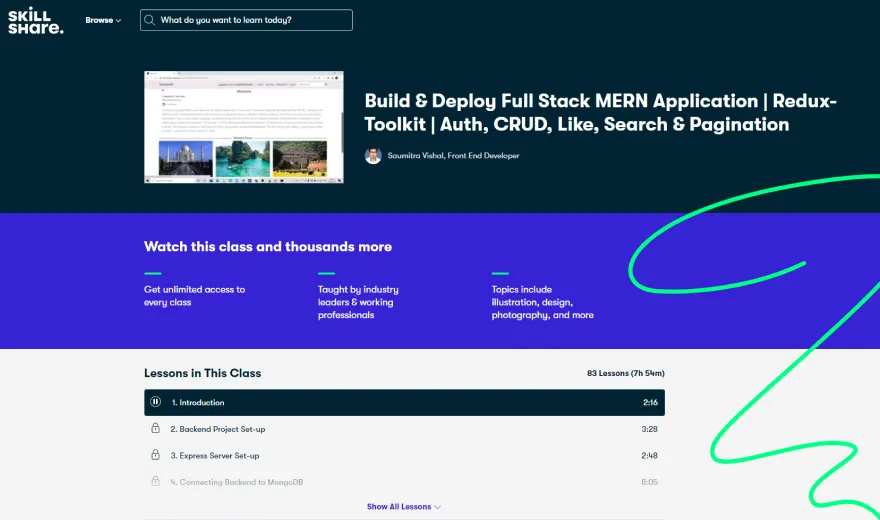 SKILL
SHare.
Browse
What do you want to learn today?
Build & Deploy Full Stack MERN Application | Redux-
Toolkit | Auth, CRUD, Like, Search & Pagination
Saumitra Vishal, Front End Developer
Watch this class and thousands more
Get unlimited access to
every class
Taught by industry
leaders & working
professionals
Topics include
illustration, design,
photography, and more
Lessons in This Class
83 Lessons (7h 54m)
1. Introduction 2:16
2. Backend Project Set-up 3:28
3. Express Server Set-up 2:48
4. Connecting Backend to MongoDB 8:05
Show All Lessons